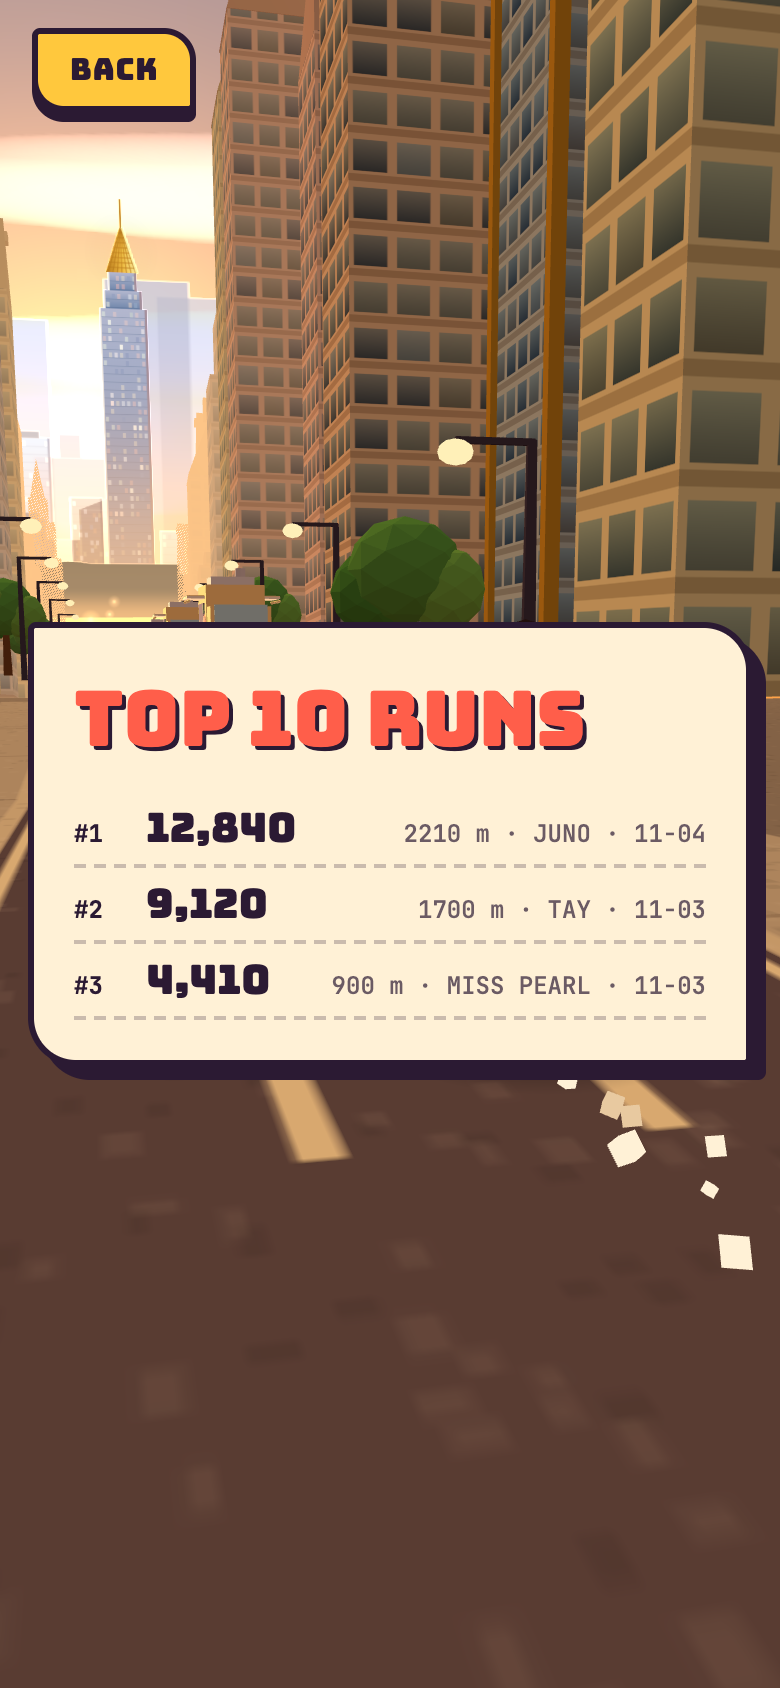 BACK
TOP 10 RUNS
#1 12,840 2210 m · JUNO · 11-04
#2 9,120 1700 m · TAY · 11-03
#3 4,410 900 m · MISS PEARL · 11-03